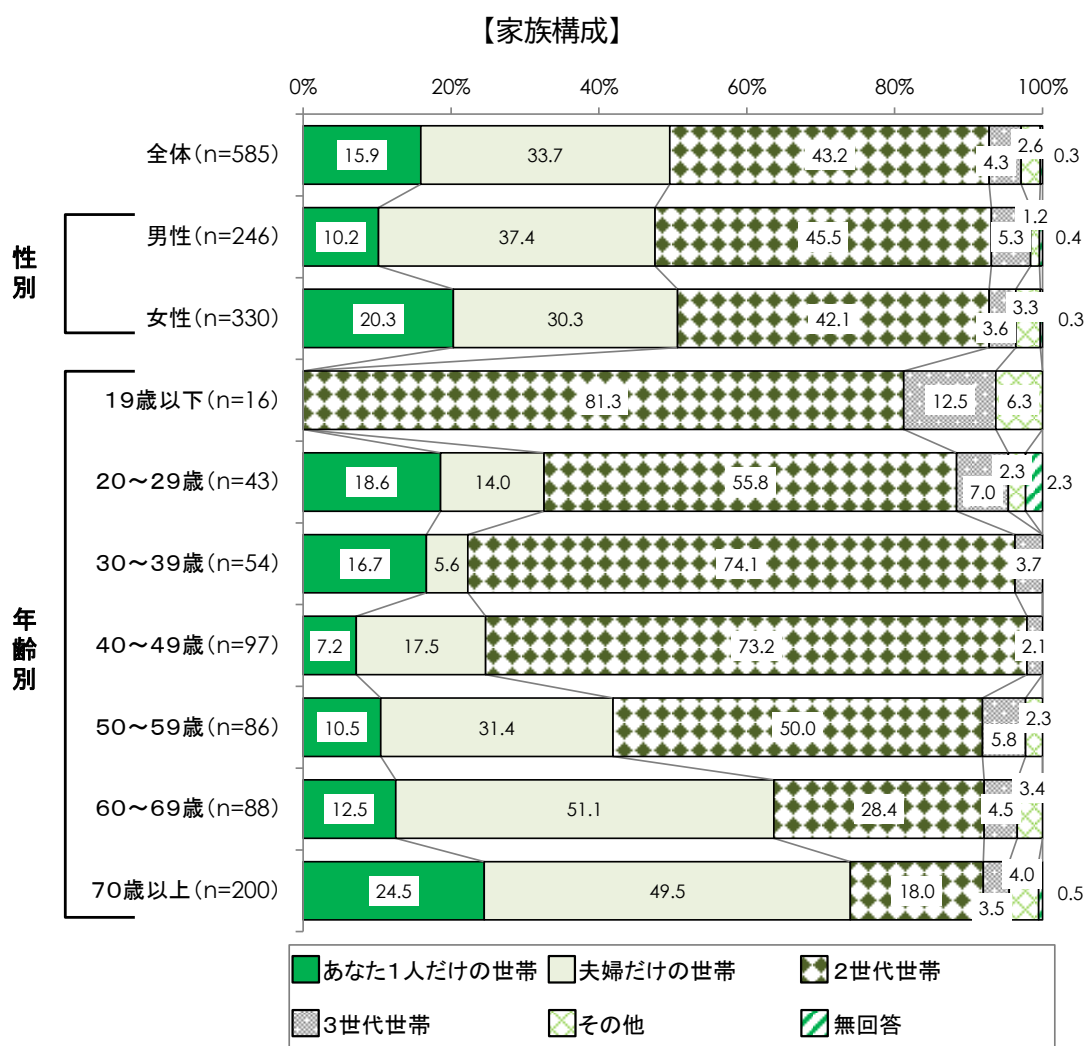 【家族構成】
0% 20% 40% 60% 80% 100%
全体(n=585) 15.9 33.7 43.2 4.3 2.6 0.3
性別
男性(n=246) 10.2 37.4 45.5 5.3 1.2 0.4
女性(n=330) 20.3 30.3 42.1 3.6 3.3 0.3
年齢別
19歳以下(n=16) 81.3 12.5 6.3
20～29歳(n=43) 18.6 14.0 55.8 7.0 2.3 2.3
30～39歳(n=54) 16.7 5.6 74.1 3.7
40～49歳(n=97) 7.2 17.5 73.2 2.1
50～59歳(n=86) 10.5 31.4 50.0 5.8 2.3
60～69歳(n=88) 12.5 51.1 28.4 4.5 3.4
70歳以上(n=200) 24.5 49.5 18.0 3.5 4.0 0.5
あなた1人だけの世帯 夫婦だけの世帯 2世代世帯
3世代世帯 その他 無回答